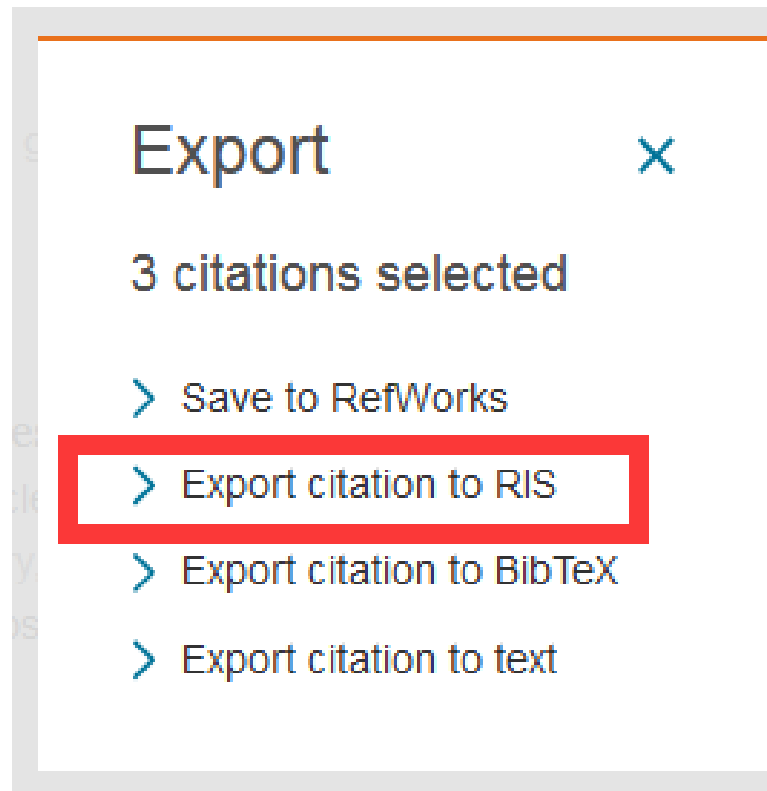 Export
3 citations selected
Save to RefWorks
Export citation to RIS
Export citation to BibTeX
Export citation to text